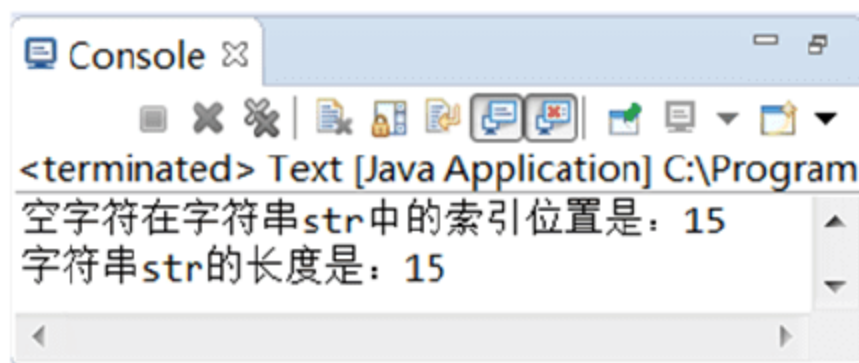 Console
<terminated> Text [Java Application] C:\Program
空字符在字符串str中的索引位置是：15
字符串str的长度是：15